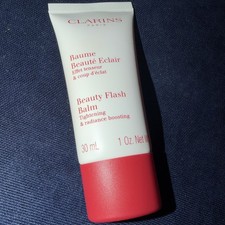 CLARINS
PARIS
Baume
Beauté Eclair
Effet tenseur
& coup d'éclat
Beauty Flash
Balm
Tightening
& radiance boosting
30 mL 1 Oz. Net